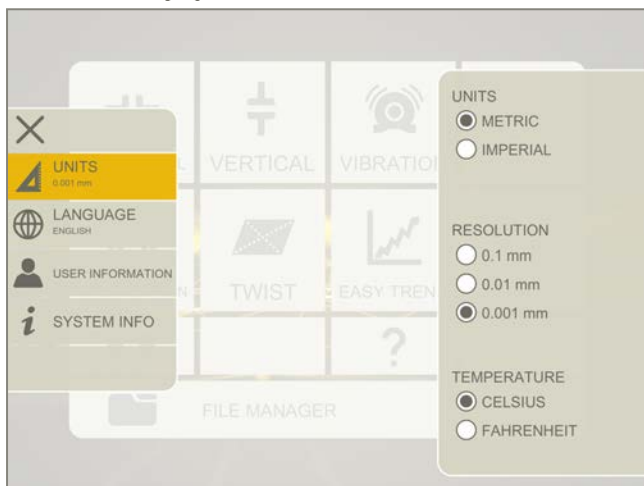 UNITS
0.001 mm
LANGUAGE
ENGLISH
USER INFORMATION
SYSTEM INFO
VERTICAL
VIBRATIO
TWIST
EASY TREN
?
FILE MANAGER
UNITS
METRIC
IMPERIAL
RESOLUTION
0.1 mm
0.01 mm
0.001 mm
TEMPERATURE
CELSIUS
FAHRENHEIT